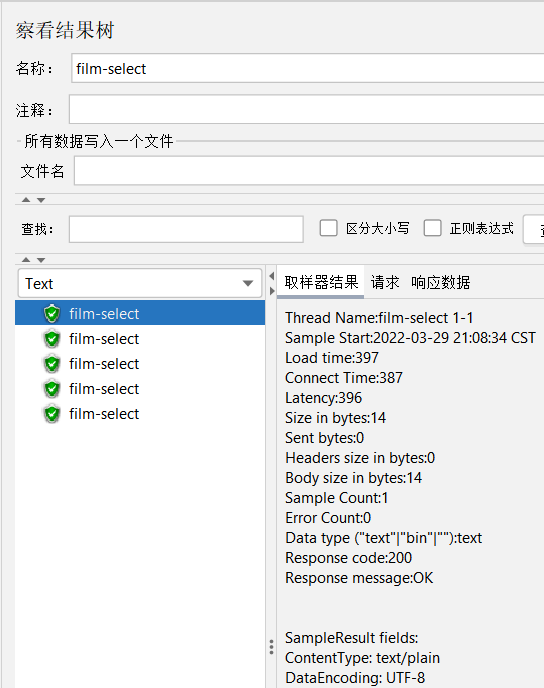 察看结果树
名称： film-select
注释：
所有数据写入一个文件
文件名
查找： 区分大小写 正则表达式
Text
film-select
film-select
film-select
film-select
film-select
取样器结果 请求 响应数据
Thread Name:film-select 1-1
Sample Start:2022-03-29 21:08:34 CST
Load time:397
Connect Time:387
Latency:396
Size in bytes:14
Sent bytes:0
Headers size in bytes:0
Body size in bytes:14
Sample Count:1
Error Count:0
Data type ("text"|"bin"|""):text
Response code:200
Response message:OK
SampleResult fields:
ContentType: text/plain
DataEncoding: UTF-8